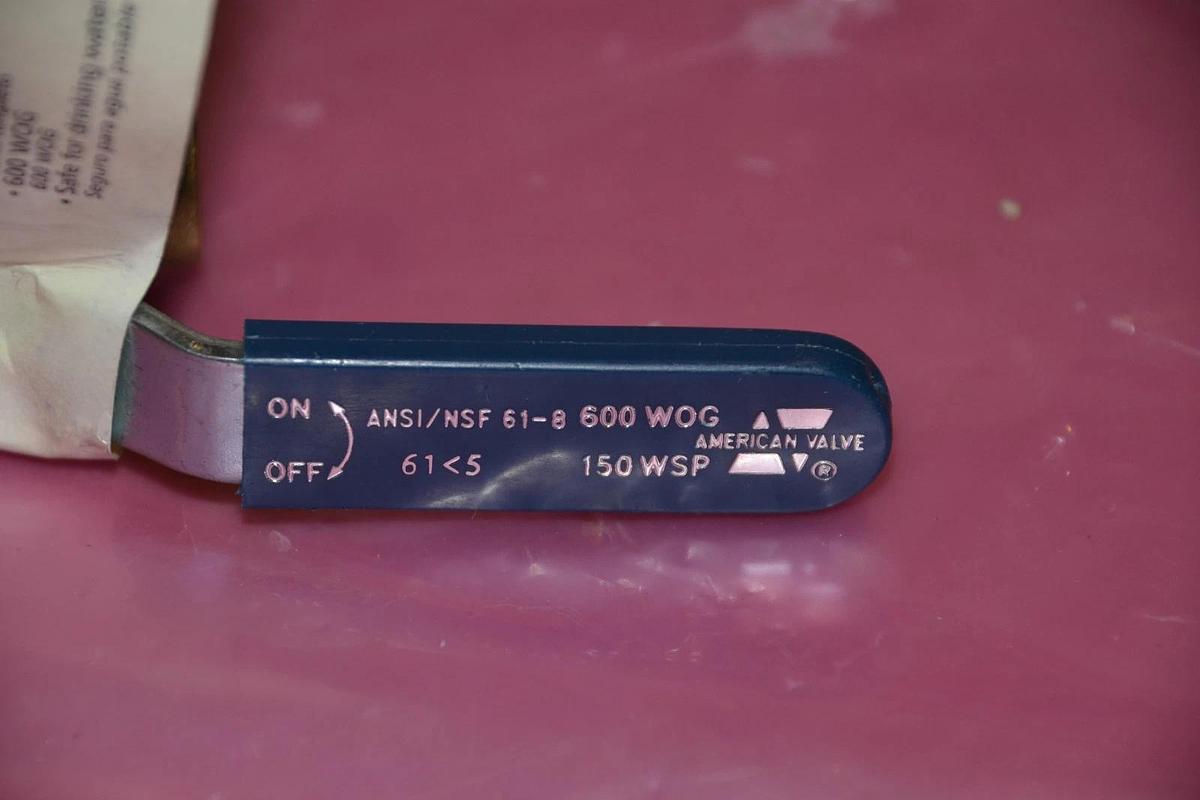 • 600 WOG
600 WOG
• Safe for drinking water
Segura para agua potable
ON
OFF
ANSI/NSF 61-8
61<5
600 WOG
150 WSP
AMERICAN VALVE
®